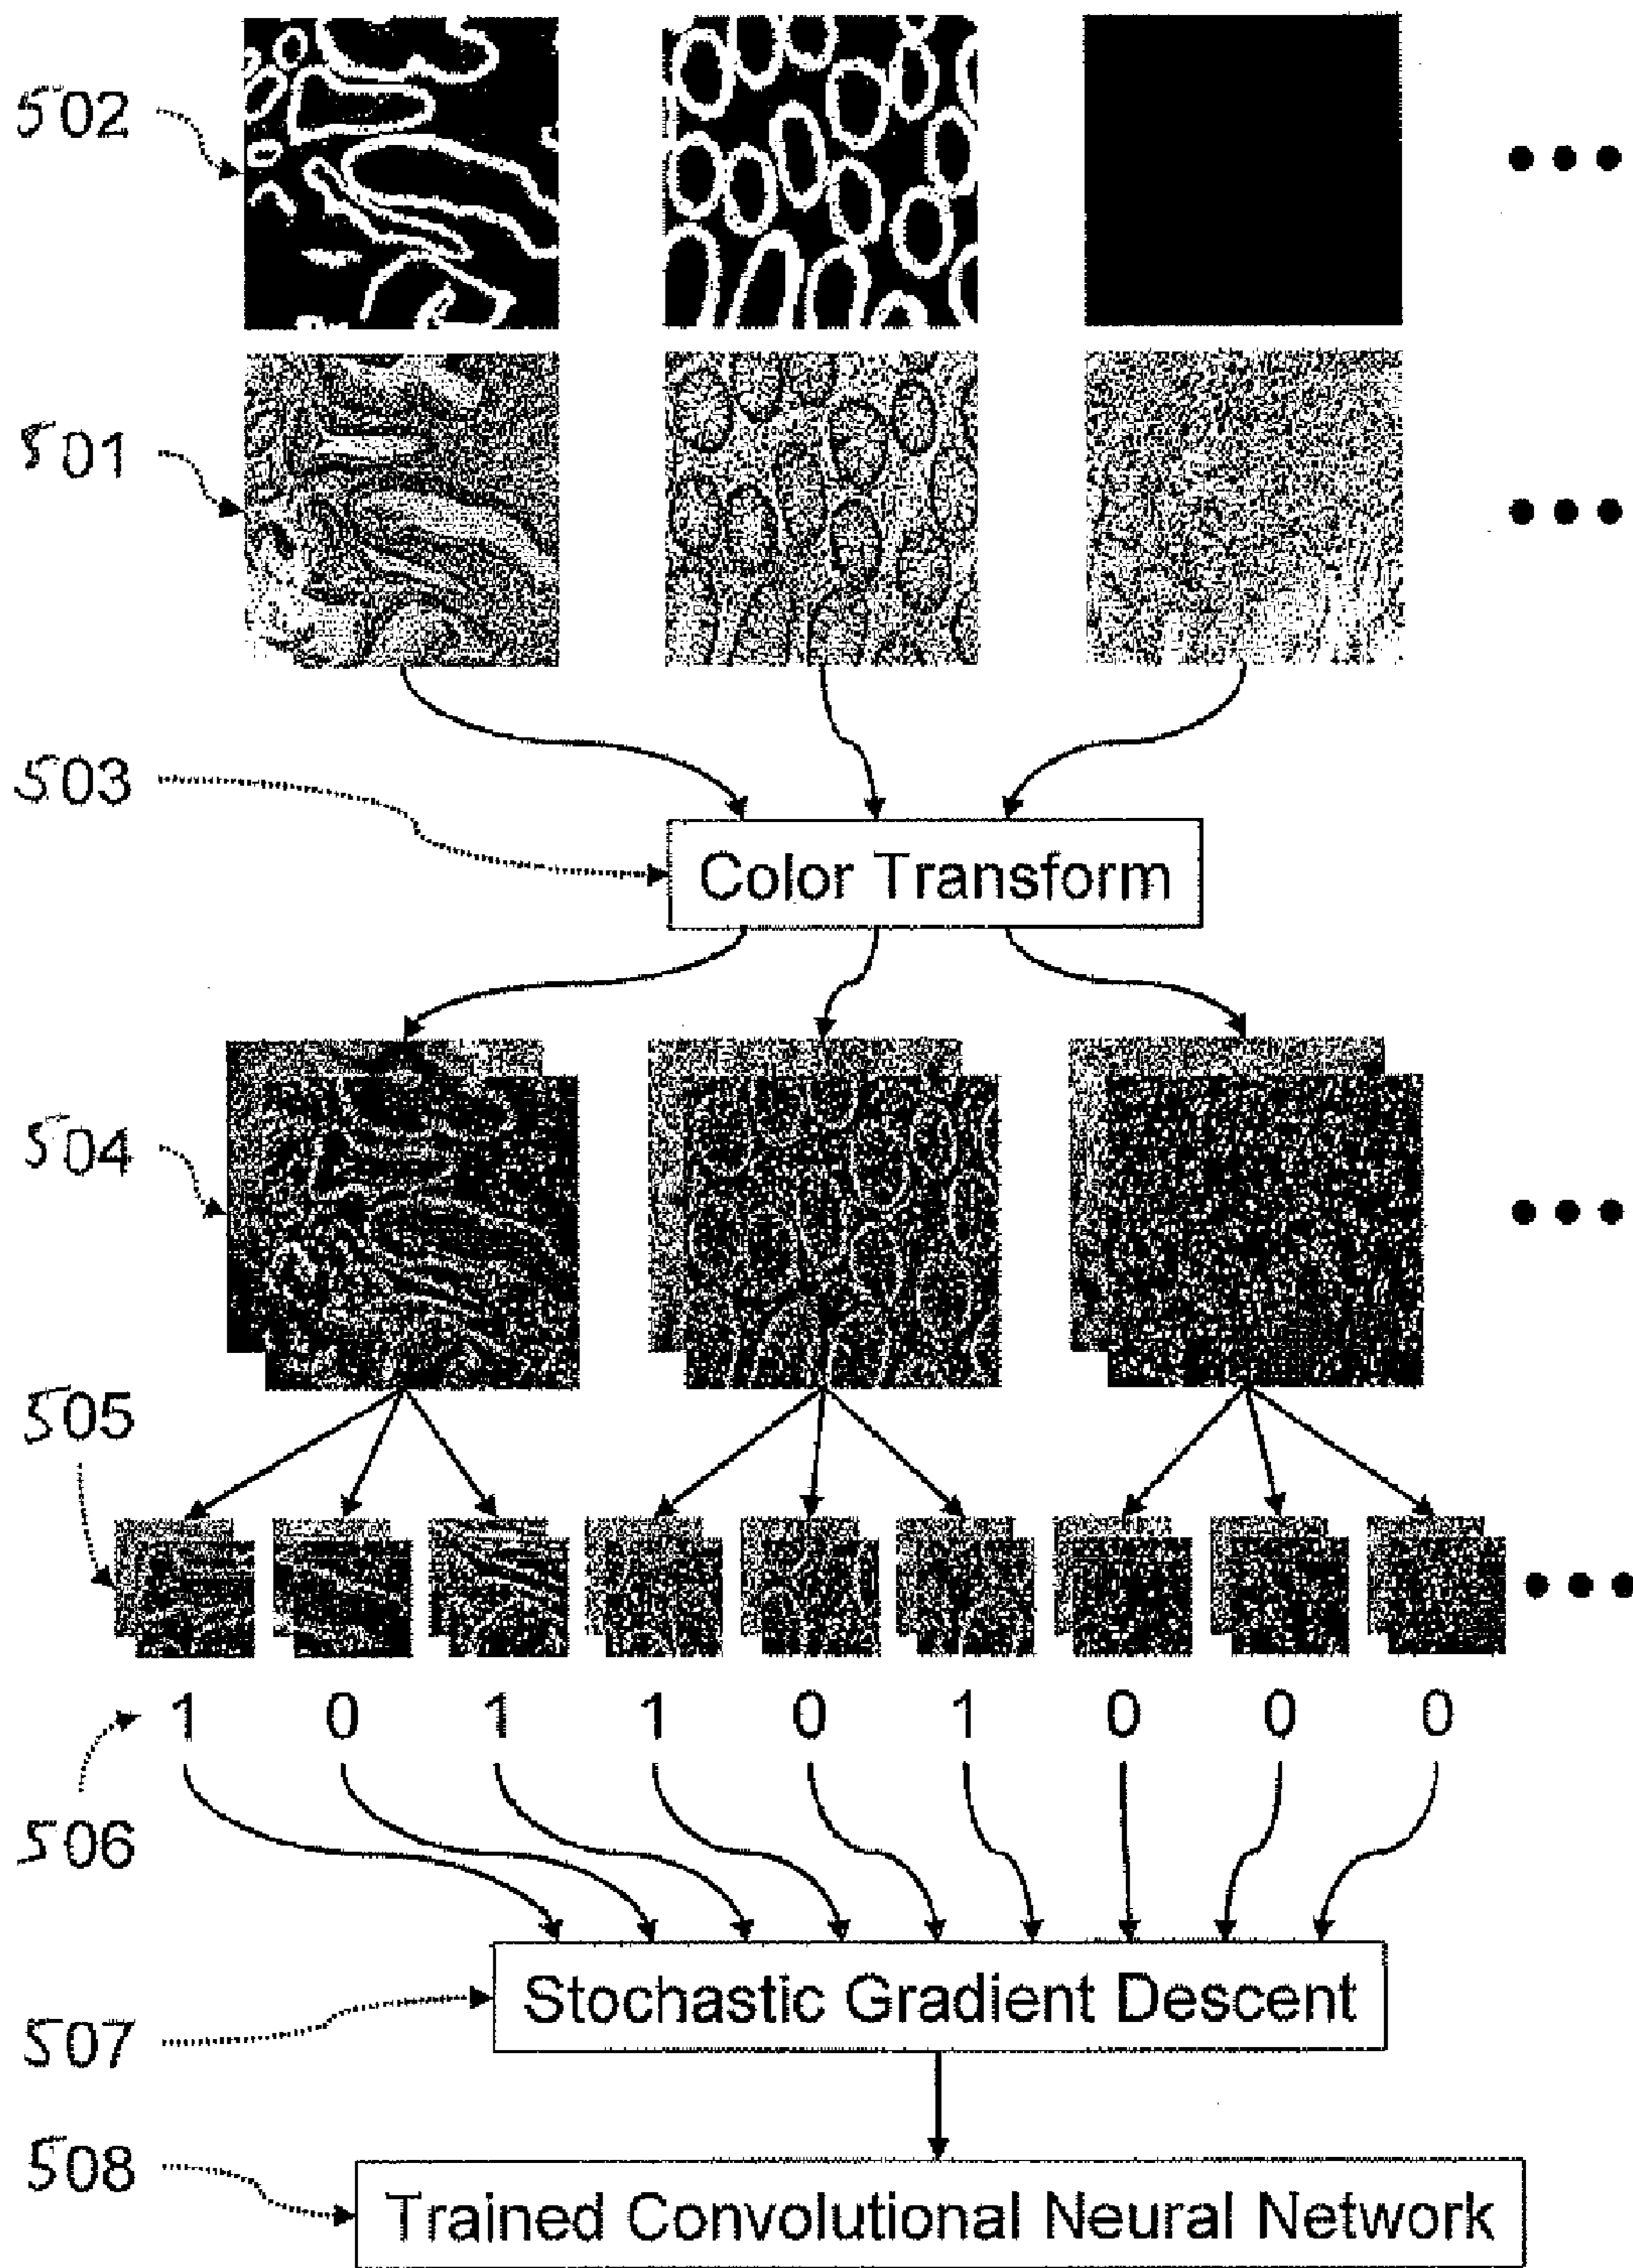 502
501
503
Color Transform
504
505
1 0 1 1 0 1 0 0 0
506
Stochastic Gradient Descent
507
508
Trained Convolutional Neural Network